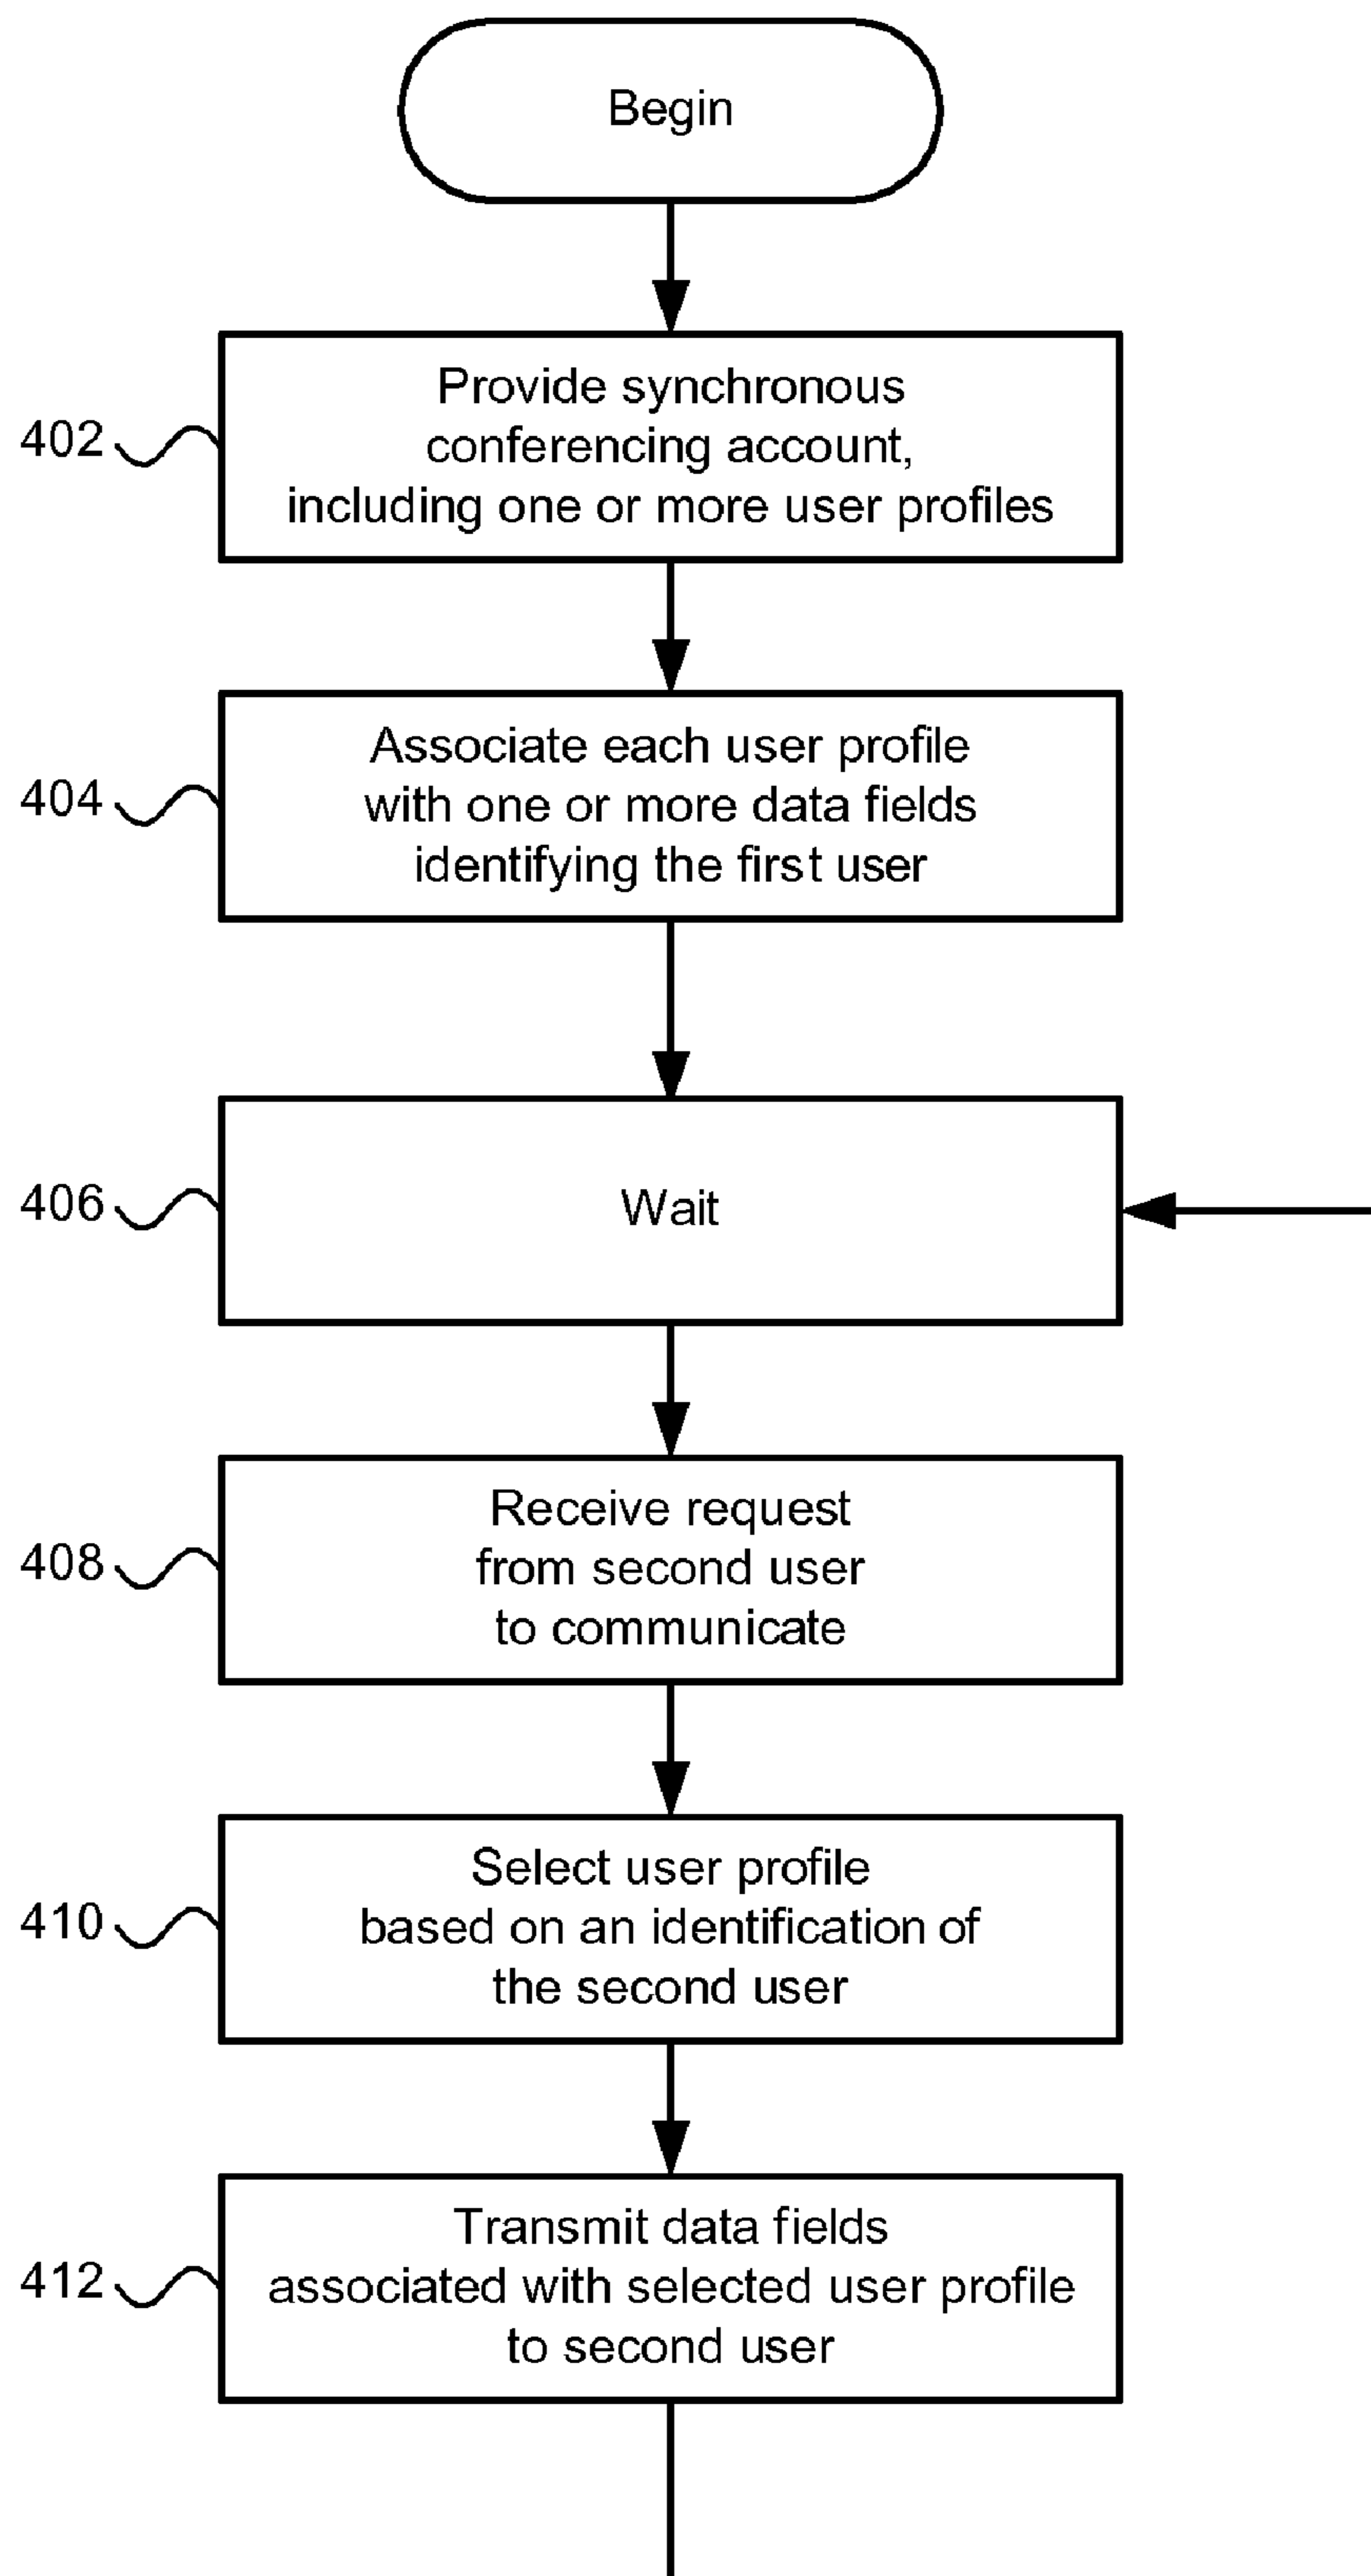 Begin
402
Provide synchronous
conferencing account,
including one or more user profiles
404
Associate each user profile
with one or more data fields
identifying the first user
406
Wait
408
Receive request
from second user
to communicate
410
Select user profile
based on an identification of
the second user
412
Transmit data fields
associated with selected user profile
to second user